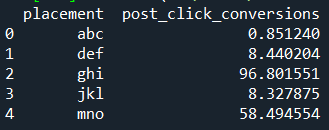 placement post_click_conversions
0 abc 0.851240
1 def 8.440204
2 ghi 96.801551
3 jkl 8.327875
4 mno 58.494554